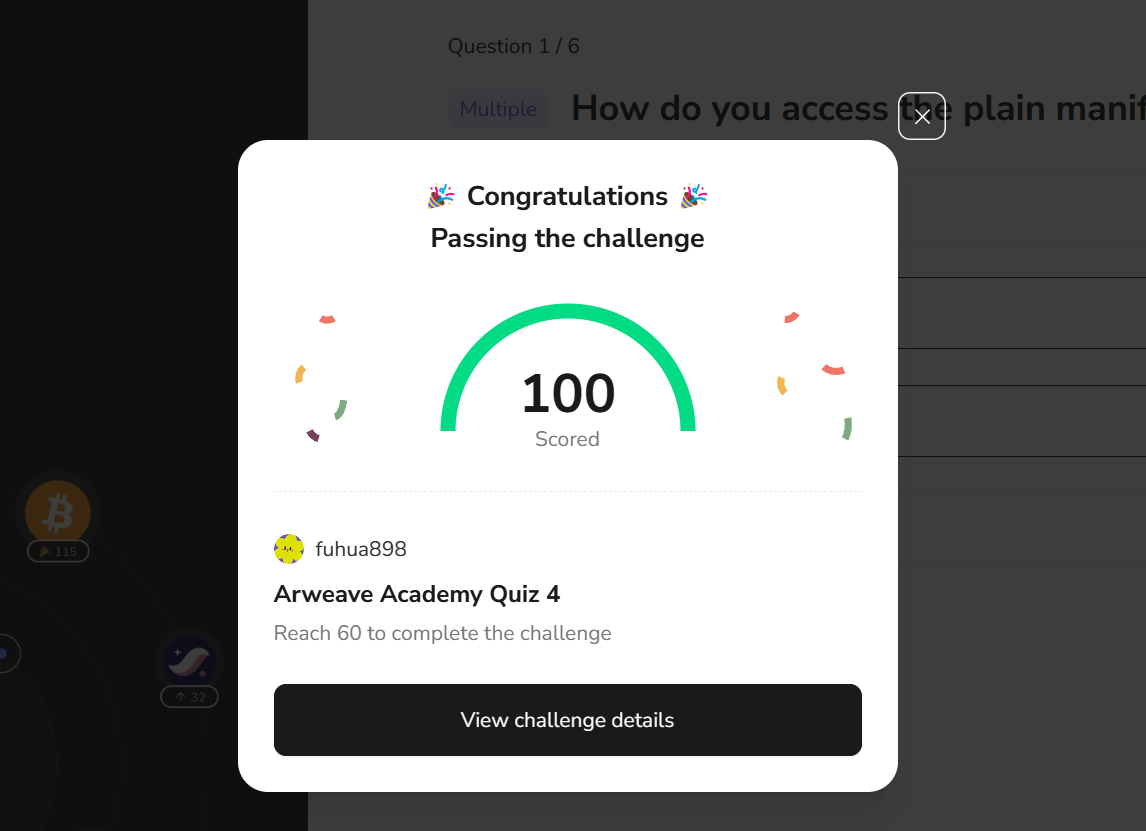 Question 1 / 6
Multiple
How do you access the plain manif
Congratulations
Passing the challenge
100
Scored
115
fuhua898
Arweave Academy Quiz 4
Reach 60 to complete the challenge
32
View challenge details